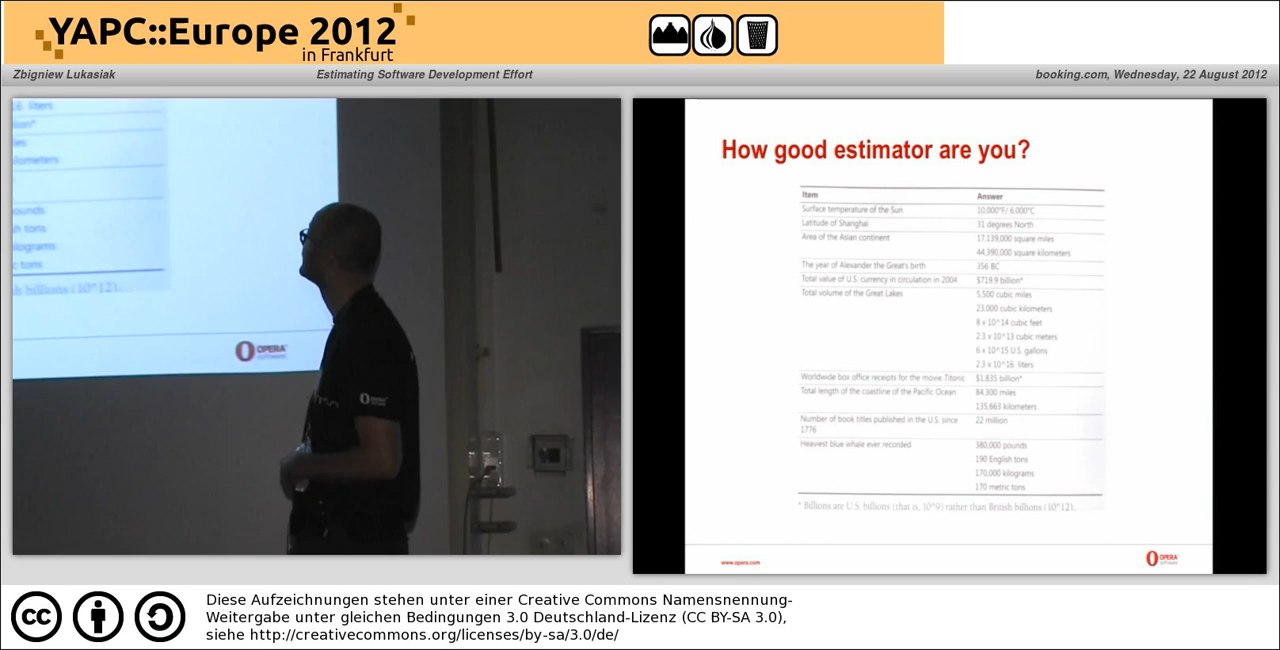 YAPC::Europe 2012
in Frankfurt
Zbigniew Lukasiak
Estimating Software Development Effort
booking.com, Wednesday, 22 August 2012
liters
kilograms
tons
billions (10^12).
OPERA
software
How good estimator are you?
Item Answer
Surface temperature of the Sun 10,000°F/ 6,000°C
Latitude of Shanghai 31 degrees North
Area of the Asian continent 17,139,000 square miles
44,390,000 square kilometers
The year of Alexander the Great's birth 356 BC
Total value of U.S. currency in circulation in 2004 $719.9 billion*
Total volume of the Great Lakes 5,500 cubic miles
23,000 cubic kilometers
8 x 10^14 cubic feet
2.3 x 10^13 cubic meters
6 x 10^15 U.S. gallons
2.3 x 10^16 liters
Worldwide box office receipts for the movie Titanic $1.835 billion*
Total length of the coastline of the Pacific Ocean 84,300 miles
135,663 kilometers
Number of book titles published in the U.S. since 22 million
1776
Heaviest blue whale ever recorded 380,000 pounds
190 English tons
170,000 kilograms
170 metric tons
* Billions are U.S. billions (that is, 10^9) rather than British billions (10^12).
www.opera.com
OPERA
software
cc
Diese Aufzeichnungen stehen unter einer Creative Commons Namensnennung-
Weitergabe unter gleichen Bedingungen 3.0 Deutschland-Lizenz (CC BY-SA 3.0),
siehe http://creativecommons.org/licenses/by-sa/3.0/de/